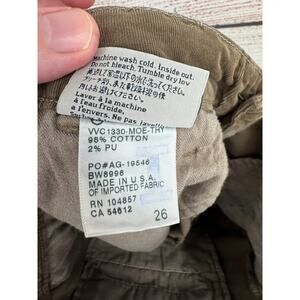 Machine wash cold. Inside out.
Do not bleach. Tumble dry low
Laver à la machine
à l'eau froide,
à l'envers. Ne pas javelli
VVC1330-MOE-TRY
98% COTTON
2% PU
PO#AG-19546
BW8996
MADE IN U.S.A.
OF IMPORTED FABRIC
RN 104857
CA 54612
26